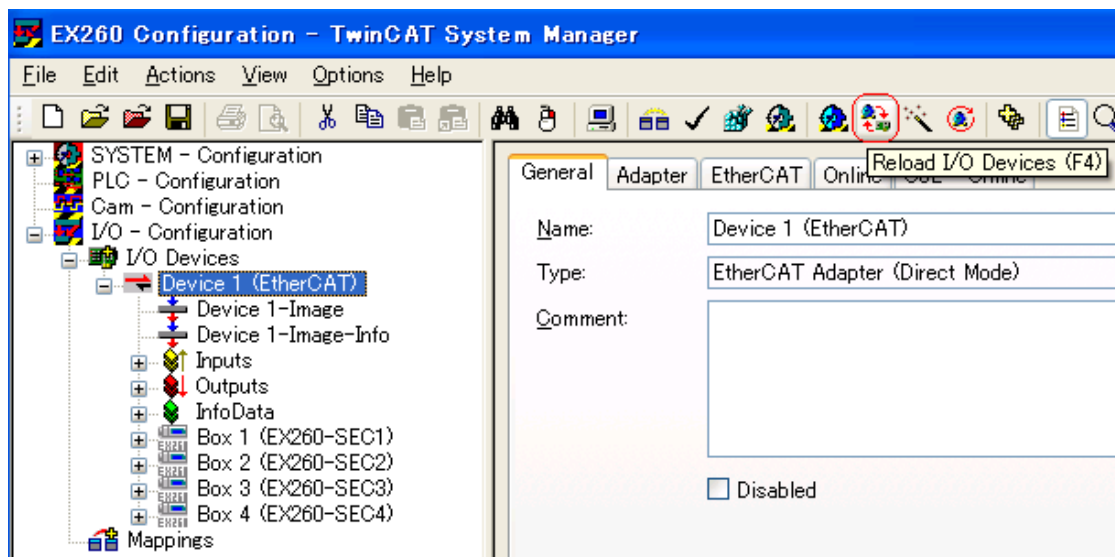 EX260 Configuration - TwinCAT System Manager
File Edit Actions View Options Help
Reload I/O Devices (F4)
SYSTEM - Configuration
PLC - Configuration
Cam - Configuration
I/O - Configuration
I/O Devices
Device 1 (EtherCAT)
Device 1-Image
Device 1-Image-Info
Inputs
Outputs
InfoData
Box 1 (EX260-SEC1)
Box 2 (EX260-SEC2)
Box 3 (EX260-SEC3)
Box 4 (EX260-SEC4)
Mappings
General Adapter EtherCAT Online
Name: Device 1 (EtherCAT)
Type: EtherCAT Adapter (Direct Mode)
Comment:
Disabled